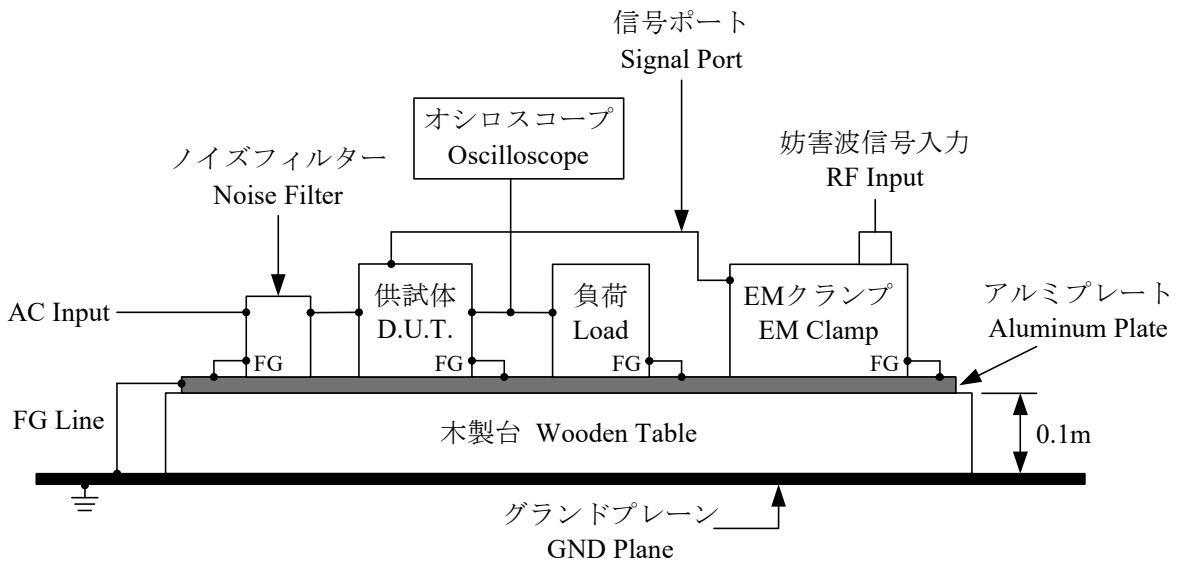 信号ポート
Signal Port
オシロスコープ
Oscilloscope
妨害波信号入力
RF Input
ノイズフィルター
Noise Filter
AC Input
供試体
D.U.T.
負荷
Load
EMクランプ
EM Clamp
アルミプレート
Aluminum Plate
FG
FG
FG
FG
FG Line
木製台 Wooden Table
0.1m
グランドプレーン
GND Plane